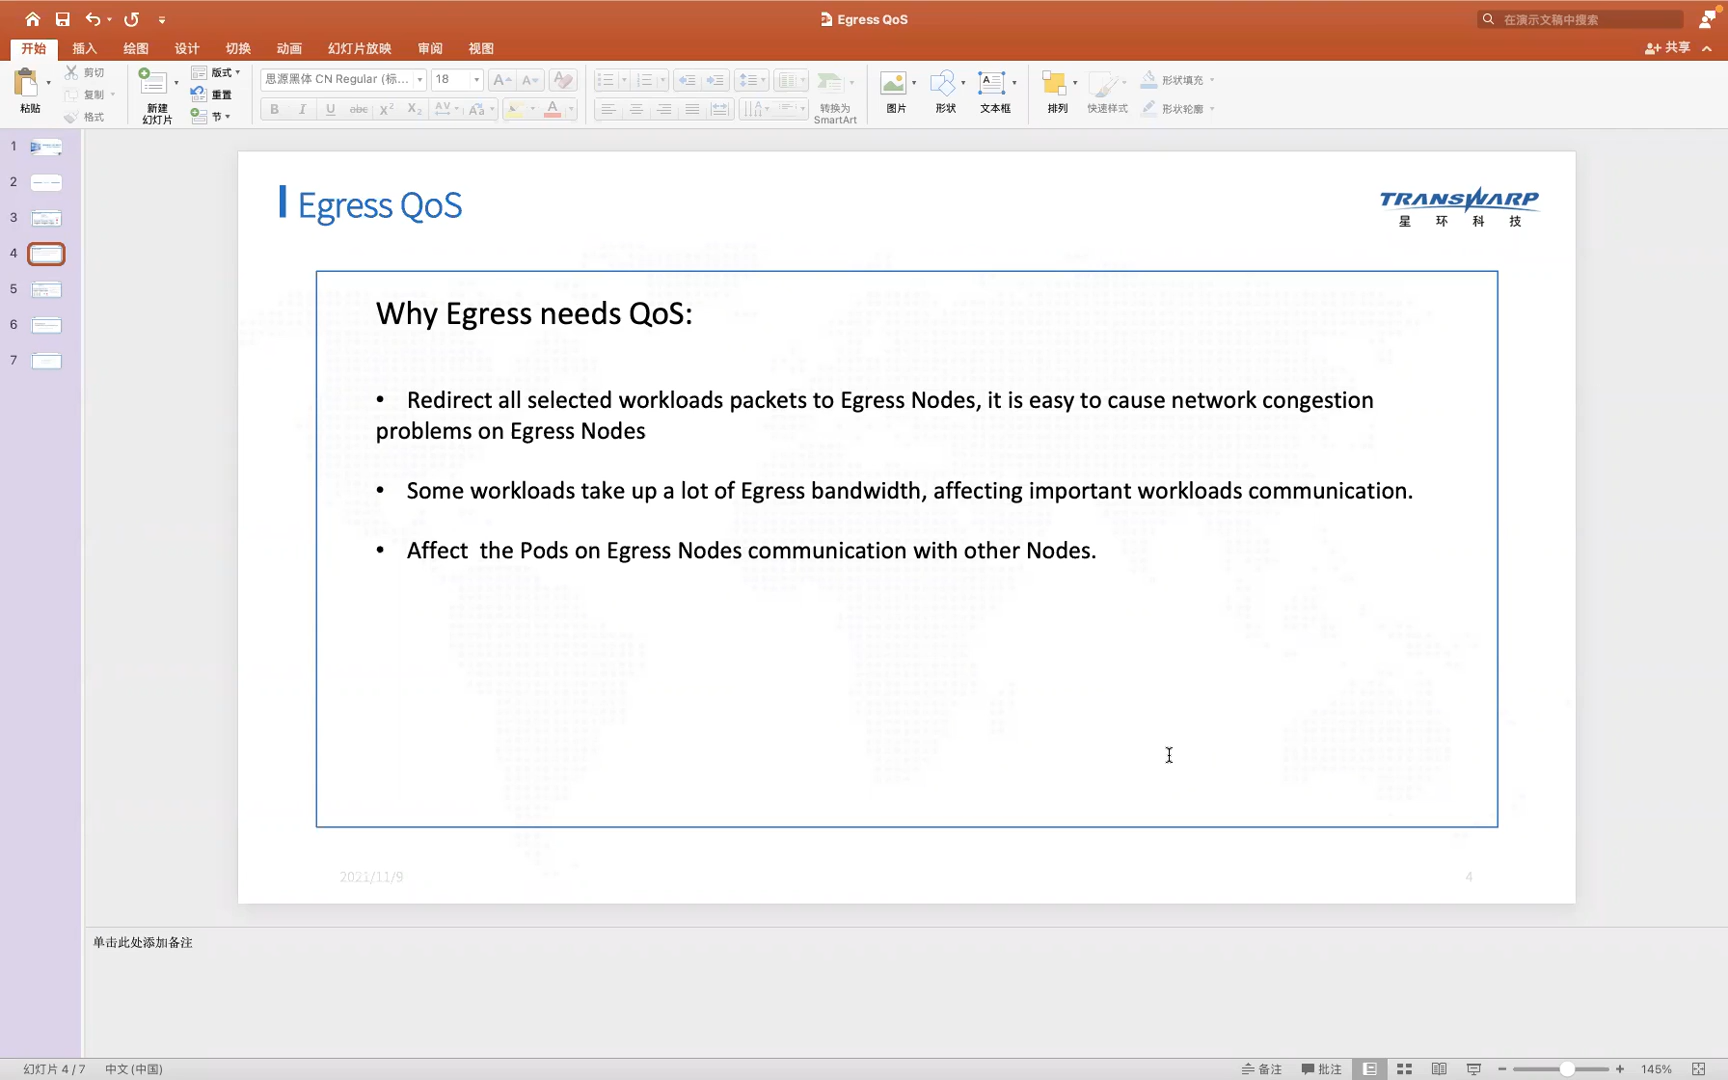 Egress QoS
在演示文稿中搜索
开始 插入 绘图 设计 切换 动画 幻灯片放映 审阅 视图
共享
粘贴
剪切
复制
格式
新建
幻灯片
版式
重置
节
思源黑体 CN Regular (标... 18
转换为
SmartArt
图片 形状 文本框 排列 快速样式
形状填充
形状轮廓
1
2
3
4
5
6
7
Egress QoS
TRANSWARP
星 环 科 技
Why Egress needs QoS:
• Redirect all selected workloads packets to Egress Nodes, it is easy to cause network congestion
problems on Egress Nodes
• Some workloads take up a lot of Egress bandwidth, affecting important workloads communication.
• Affect the Pods on Egress Nodes communication with other Nodes.
2021/11/9
4
单击此处添加备注
幻灯片 4 / 7 中文 (中国)
备注 批注 145%